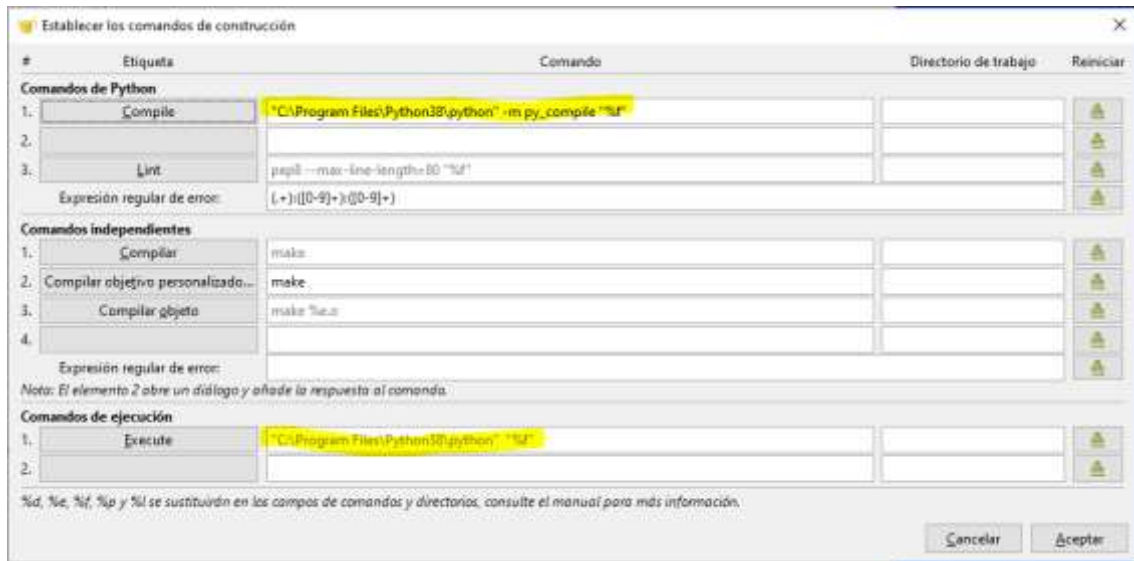 Establecer los comandos de construcción
# Etiqueta Comando Directorio de trabajo Reiniciar
Comandos de Python
1. Compile "C:\Program Files\Python38\python" -m py_compile "%f"
2.
3. Lint pep8 --max-line-length=80 "%f"
Expresión regular de error: (.+):([0-9]+):([0-9]+)
Comandos independientes
1. Compilar make
2. Compilar objetivo personalizado... make
3. Compilar objeto make %e.o
4.
Expresión regular de error:
Nota: El elemento 2 abre un diálogo y añade la respuesta al comando.
Comandos de ejecución
1. Execute "C:\Program Files\Python38\python" "%f"
2.
%d, %e, %f, %p y %l se sustituirán en los campos de comandos y directorios, consulte el manual para más información.
Cancelar Aceptar